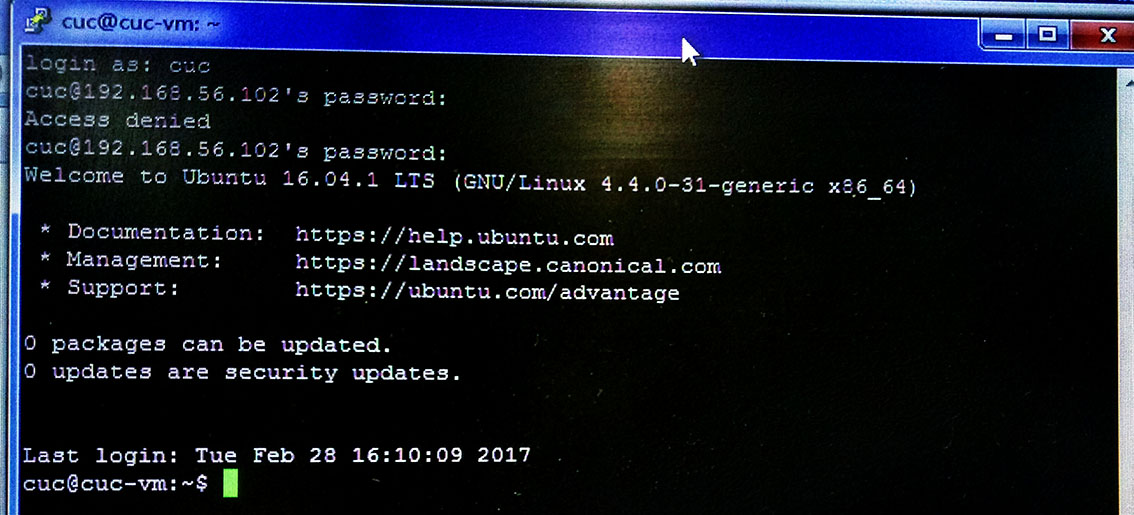 cuc@cuc-vm: ~
login as: cuc
cuc@192.168.56.102's password:
Access denied
cuc@192.168.56.102's password:
Welcome to Ubuntu 16.04.1 LTS (GNU/Linux 4.4.0-31-generic x86_64)
* Documentation: https://help.ubuntu.com
* Management: https://landscape.canonical.com
* Support: https://ubuntu.com/advantage
0 packages can be updated.
0 updates are security updates.
Last login: Tue Feb 28 16:10:09 2017
cuc@cuc-vm:~$